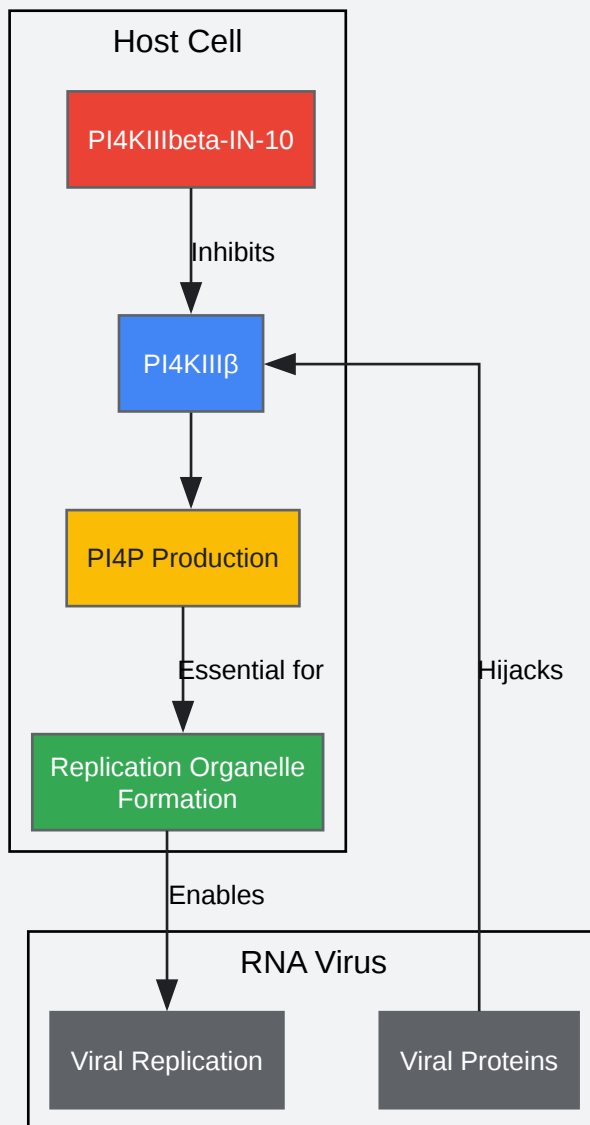 Host Cell
PI4KIIIbeta-IN-10
Inhibits
PI4KIIIβ
PI4P Production
Essential for
Hijacks
Replication Organelle
Formation
Enables
RNA Virus
Viral Replication
Viral Proteins